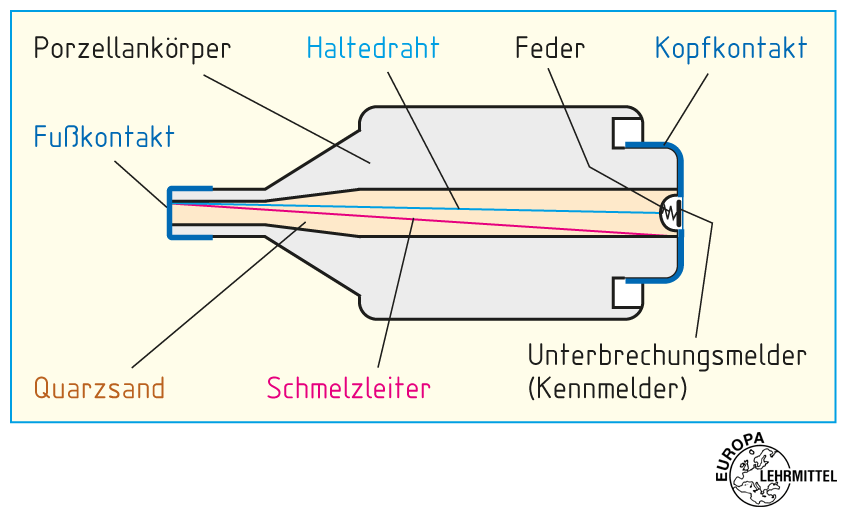 Porzellankörper
Haltedraht
Feder
Kopfkontakt
Fußkontakt
Quarzsand
Schmelzleiter
Unterbrechungsmelder
(Kennmelder)
EUROPA
LEHRMITTEL